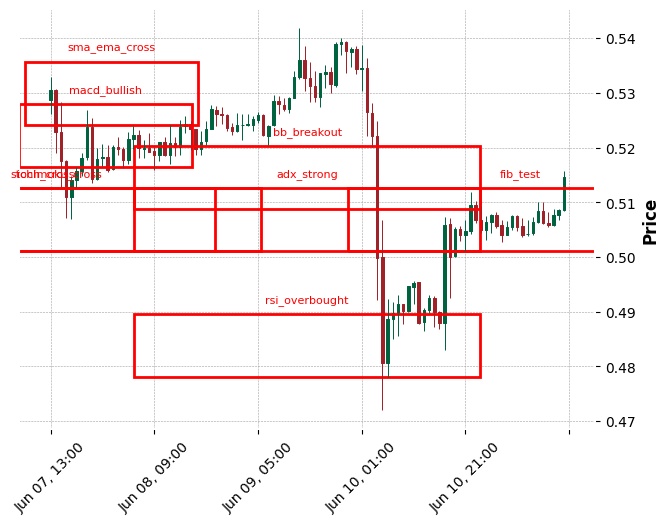 sma_ema_cross
macd_bullish
bb_breakout
adx_strong
fib_test
rsi_overbought
0.54
0.53
0.52
0.51
0.50
0.49
0.48
0.47
Price
Jun 07, 13:00
Jun 08, 09:00
Jun 09, 05:00
Jun 10, 01:00
Jun 10, 21:00